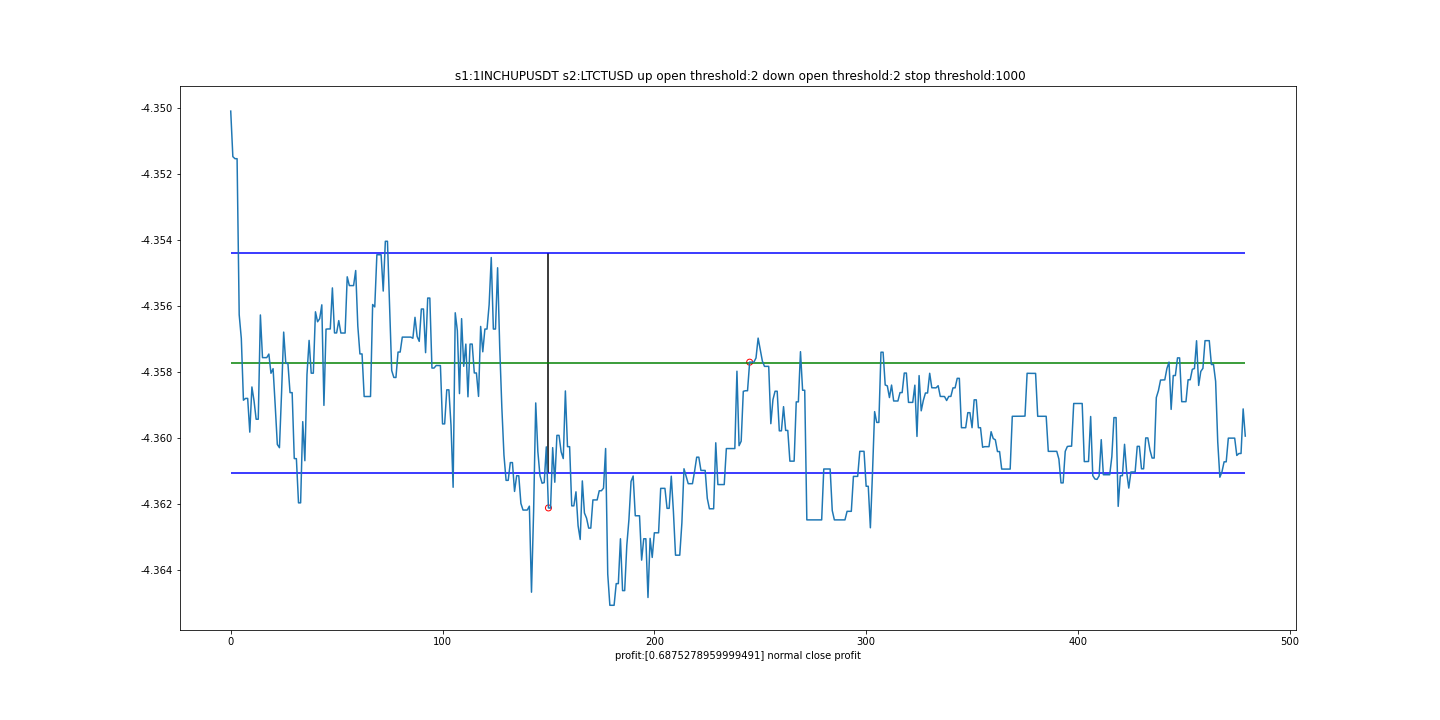 s1:1INCHUPUSDT s2:LTCTUSD up open threshold:2 down open threshold:2 stop threshold:1000
-4.350
-4.352
-4.354
-4.356
-4.358
-4.360
-4.362
-4.364
0 100 200 300 400 500
profit:[0.6875278959999491] normal close profit